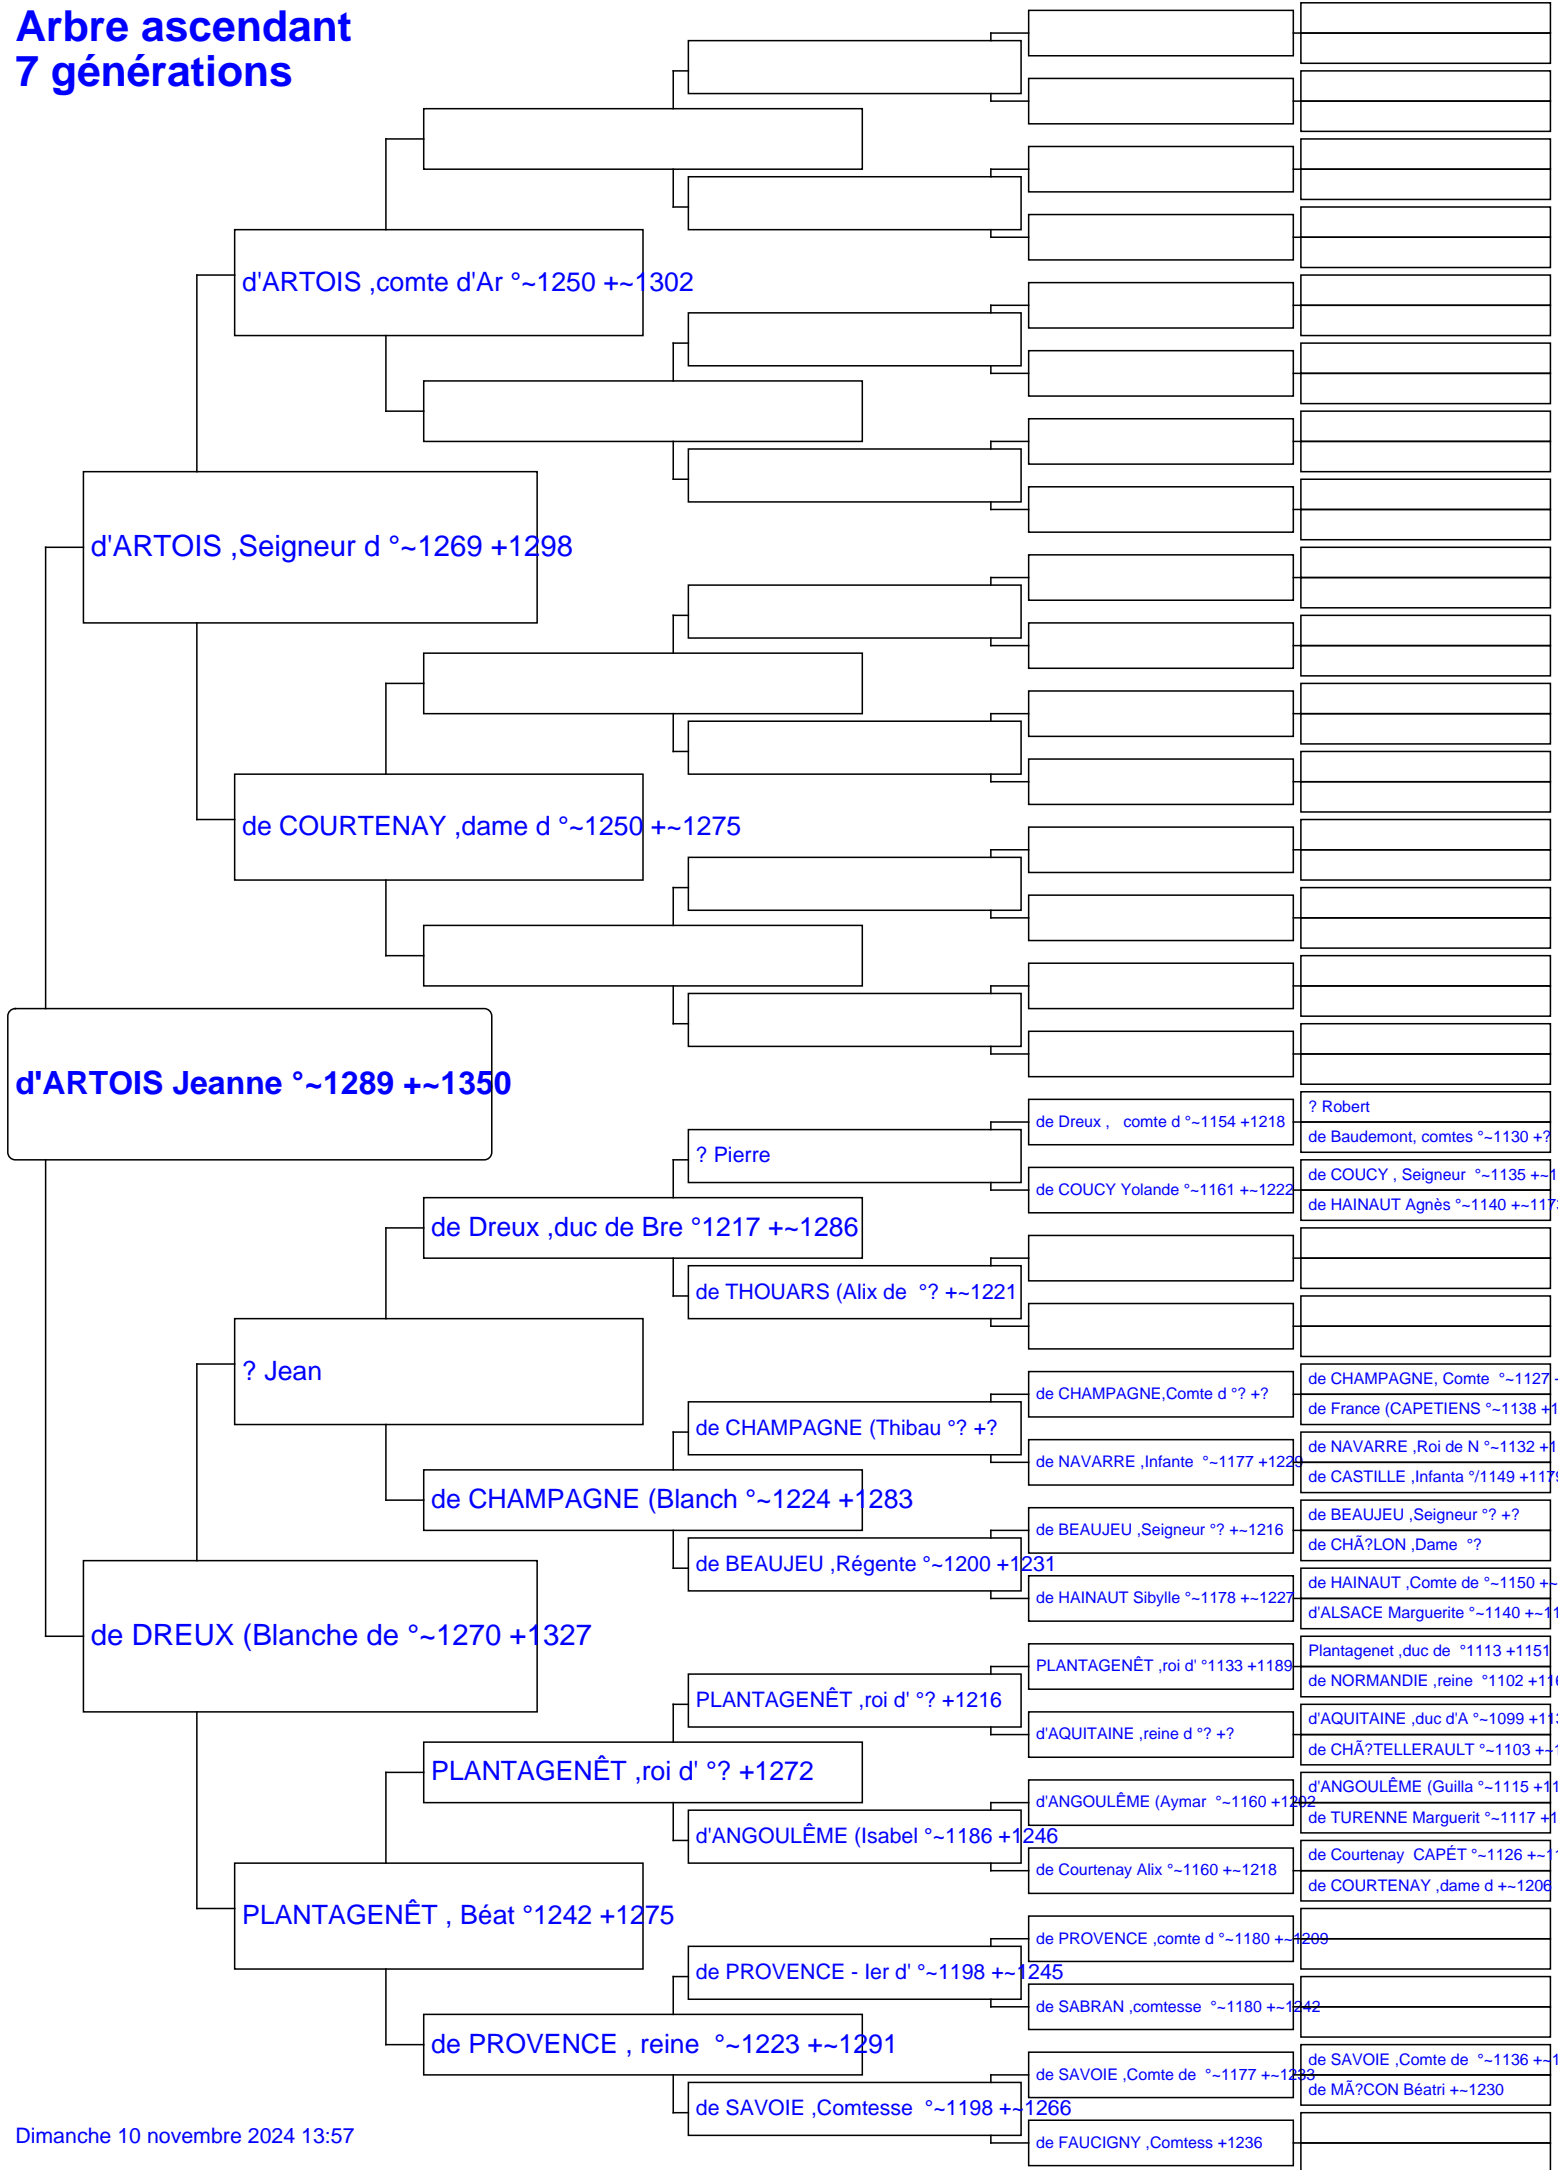 Arbre ascendant
7 générations
d'ARTOIS ,comte d'Ar °~1250 +~1302
d'ARTOIS ,Seigneur d °~1269 +1298
de COURTENAY ,dame d °~1250 +~1275
d'ARTOIS Jeanne °~1289 +~1350
? Robert
de Dreux ,   comte d °~1154 +1218
de Baudemont, comtes °~1130 +?
? Pierre
de COUCY , Seigneur  °~1135 +~1
de COUCY Yolande °~1161 +~1222
de HAINAUT Agnès °~1140 +~1173
de Dreux ,duc de Bre °1217 +~1286
de THOUARS (Alix de  °? +~1221
? Jean
de CHAMPAGNE, Comte  °~1127 +
de CHAMPAGNE,Comte d °? +?
de France (CAPETIENS °~1138 +1
de CHAMPAGNE (Thibau °? +?
de NAVARRE ,Roi de N °~1132 +1
de NAVARRE ,Infante  °~1177 +1229
de CASTILLE ,Infanta °/1149 +1179
de CHAMPAGNE (Blanch °~1224 +1283
de BEAUJEU ,Seigneur °? +?
de BEAUJEU ,Seigneur °? +~1216
de CHÃ?LON ,Dame  °?
de BEAUJEU ,Régente °~1200 +1231
de HAINAUT ,Comte de °~1150 +~
de HAINAUT Sibylle °~1178 +~1227
d'ALSACE Marguerite °~1140 +~11
de DREUX (Blanche de °~1270 +1327
Plantagenet ,duc de  °1113 +1151
PLANTAGENÊT ,roi d' °1133 +1189
de NORMANDIE ,reine  °1102 +116
PLANTAGENÊT ,roi d' °? +1216
d'AQUITAINE ,duc d'A °~1099 +113
d'AQUITAINE ,reine d °? +?
de CHÃ?TELLERAULT °~1103 +~1
PLANTAGENÊT ,roi d' °? +1272
d'ANGOULÊME (Guilla °~1115 +11
d'ANGOULÊME (Aymar  °~1160 +1202
de TURENNE Marguerit °~1117 +1
d'ANGOULÊME (Isabel °~1186 +1246
de Courtenay  CAPÉT °~1126 +~11
de Courtenay Alix °~1160 +~1218
de COURTENAY ,dame d +~1206
PLANTAGENÊT , Béat °1242 +1275
de PROVENCE ,comte d °~1180 +~1209
de PROVENCE - Ier d' °~1198 +~1245
de SABRAN ,comtesse  °~1180 +~1242
de PROVENCE , reine  °~1223 +~1291
de SAVOIE ,Comte de  °~1136 +~1
de SAVOIE ,Comte de  °~1177 +~1233
de MÃ?CON Béatri +~1230
de SAVOIE ,Comtesse  °~1198 +~1266
de FAUCIGNY ,Comtess +1236
Dimanche 10 novembre 2024 13:57